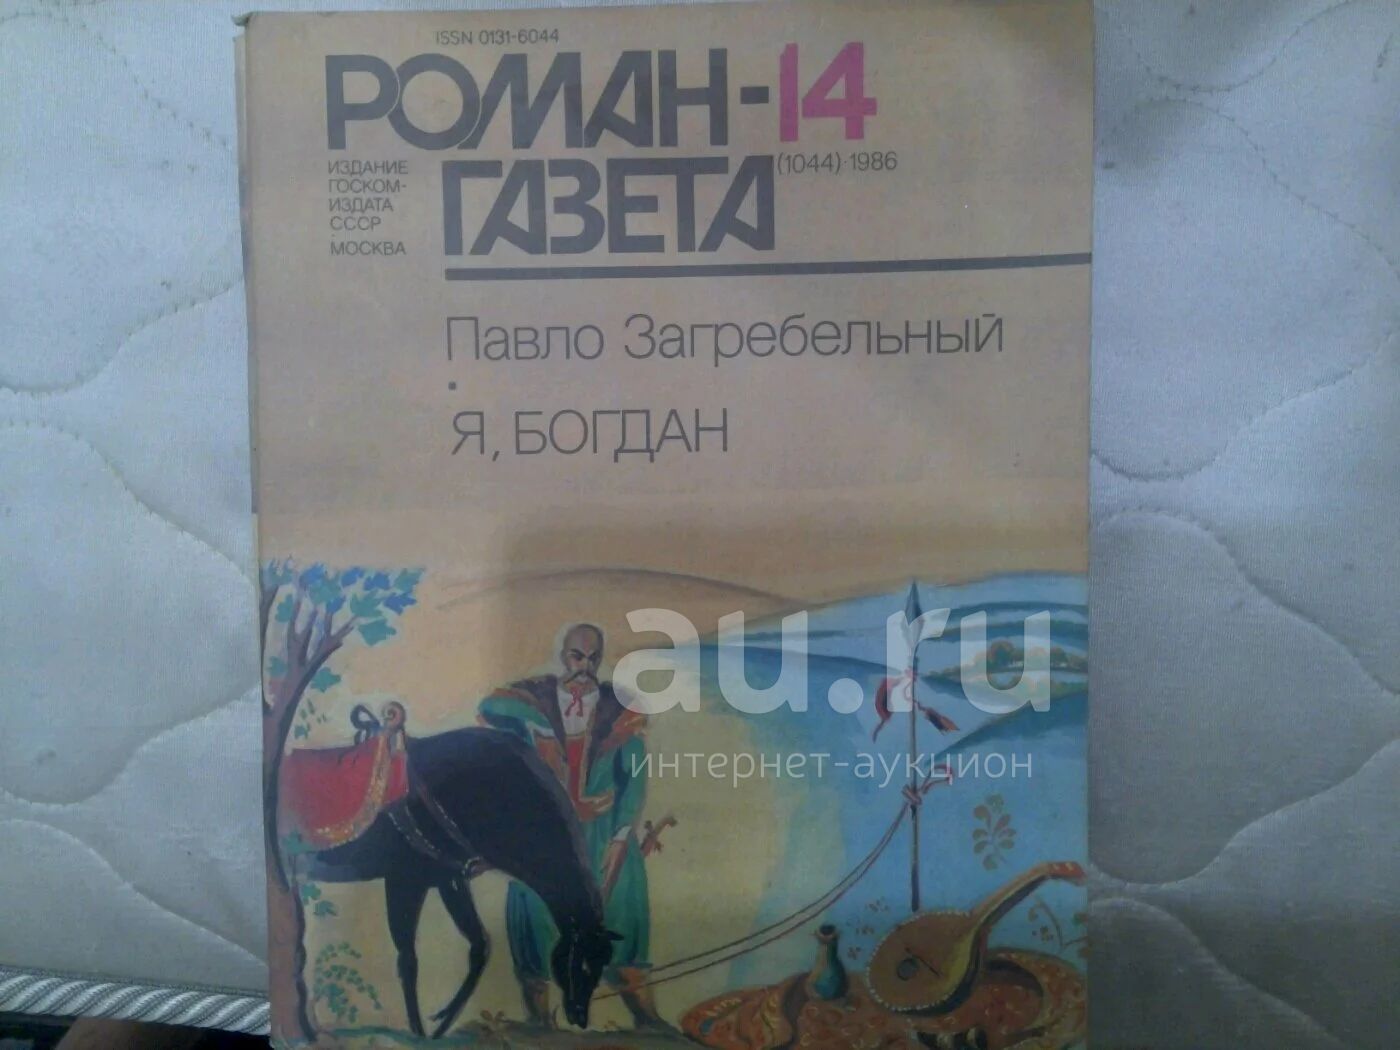 ISSN 0131-6044
РОМАН-14
ГАЗЕТА
(1044)·1986
ИЗДАНИЕ
ГОСКОМ-
ИЗДАТА
СССР
·
МОСКВА
Павло Загребельный
·
Я, БОГДАН
au.ru
интернет-аукцион